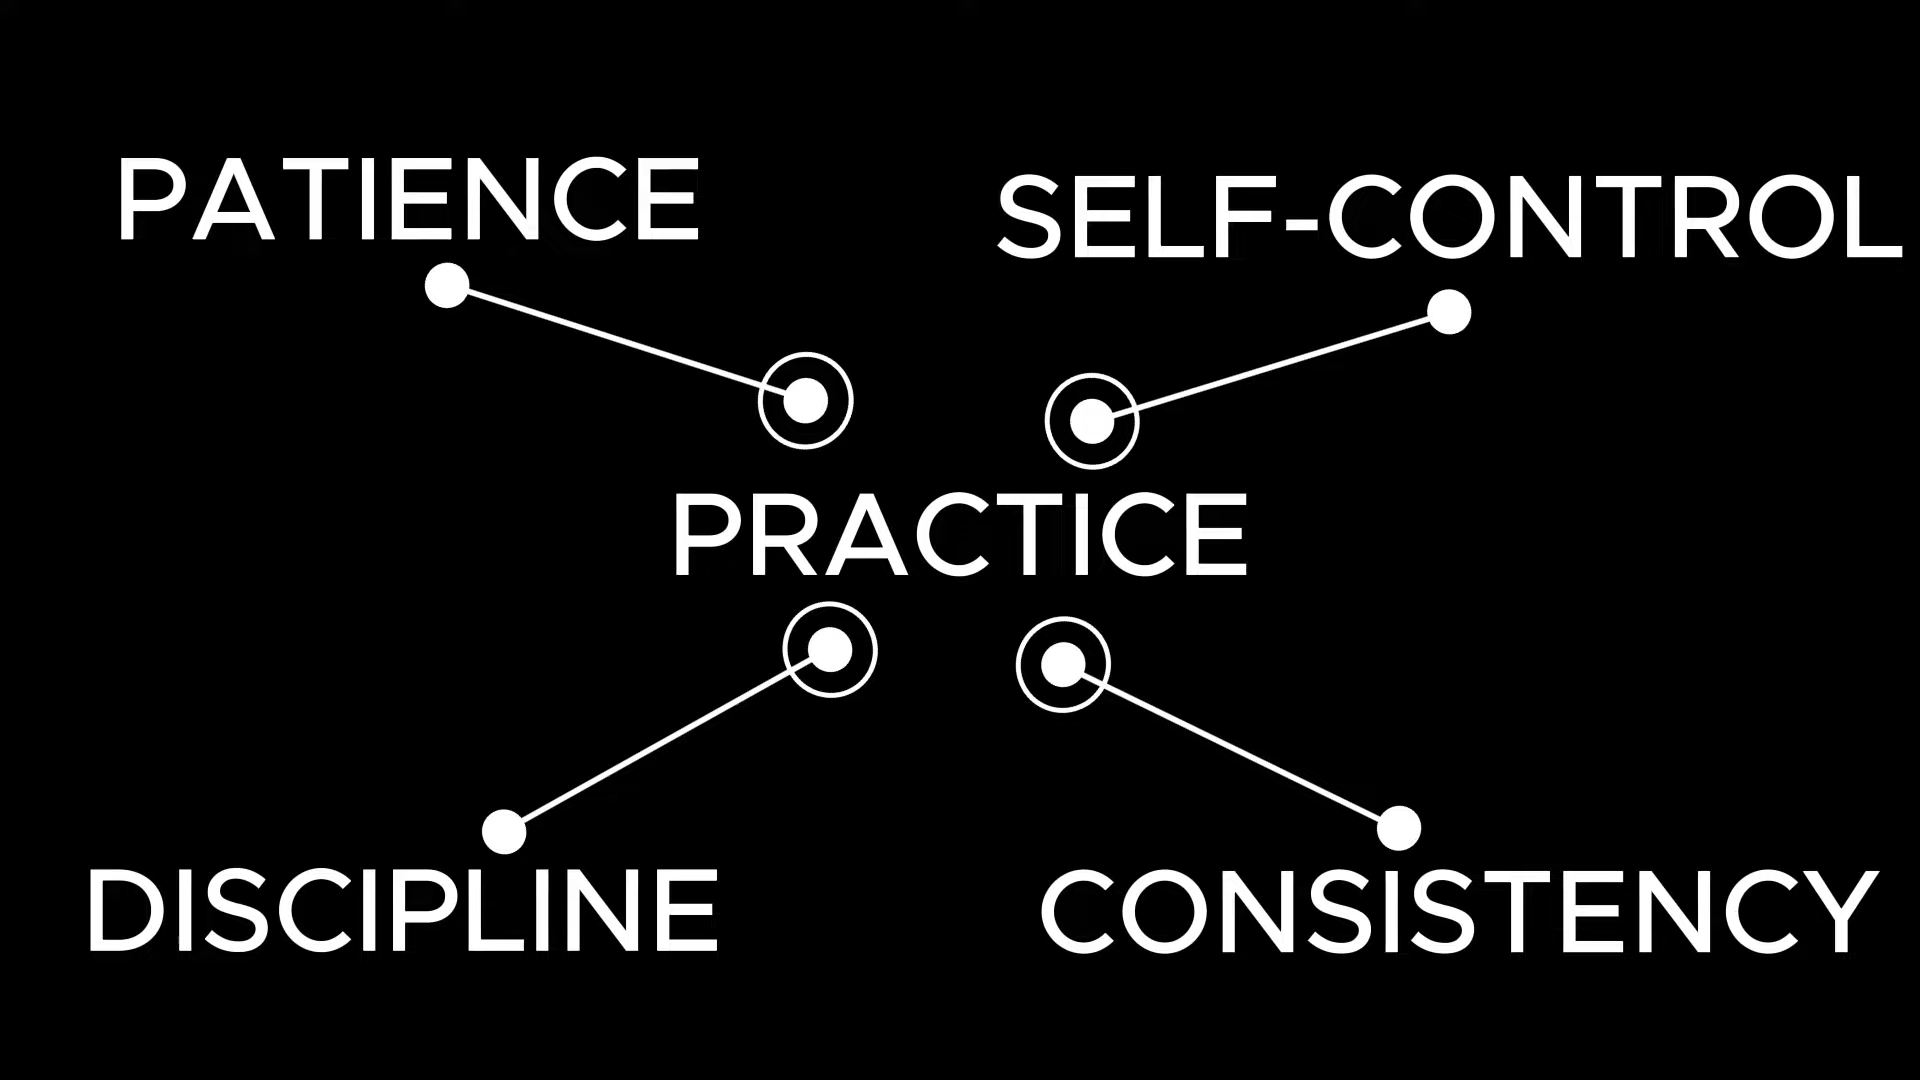 PATIENCE
SELF-CONTROL
PRACTICE
DISCIPLINE
CONSISTENCY